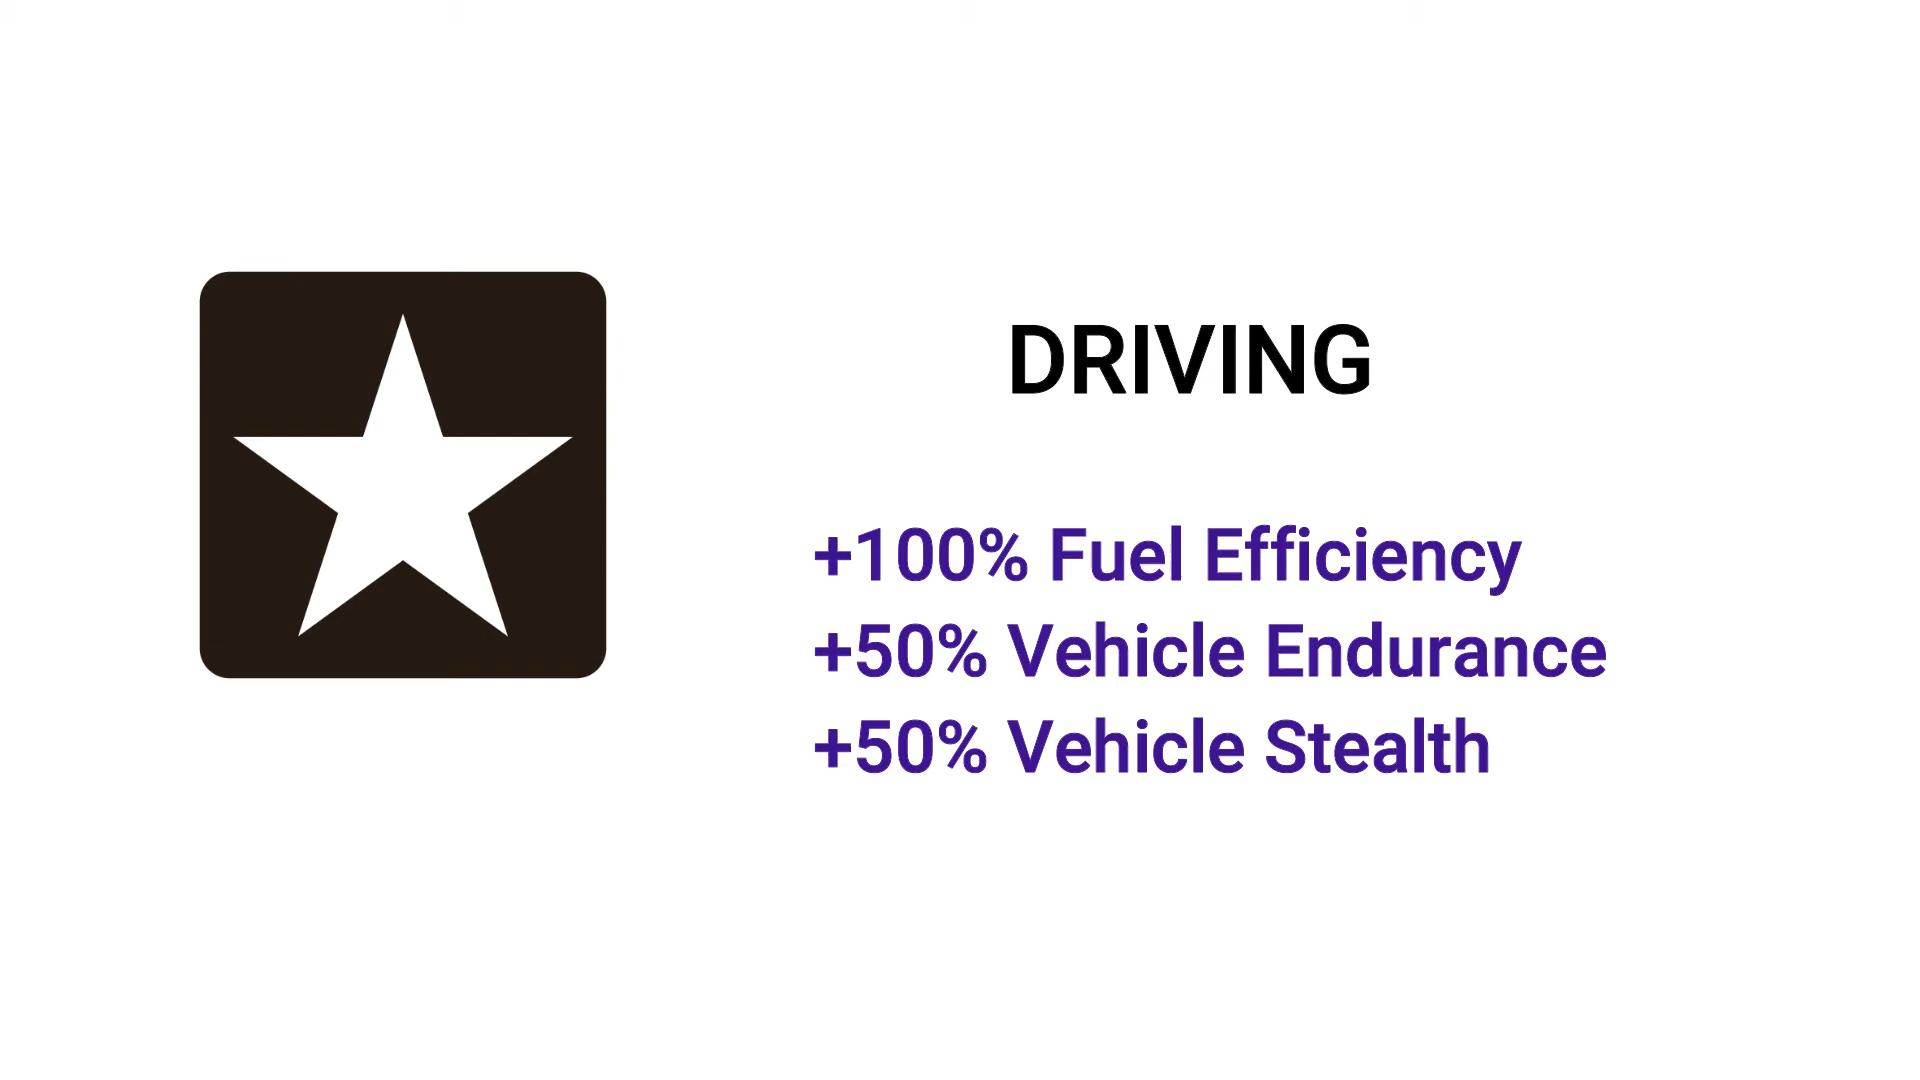 DRIVING
+100% Fuel Efficiency
+50% Vehicle Endurance
+50% Vehicle Stealth